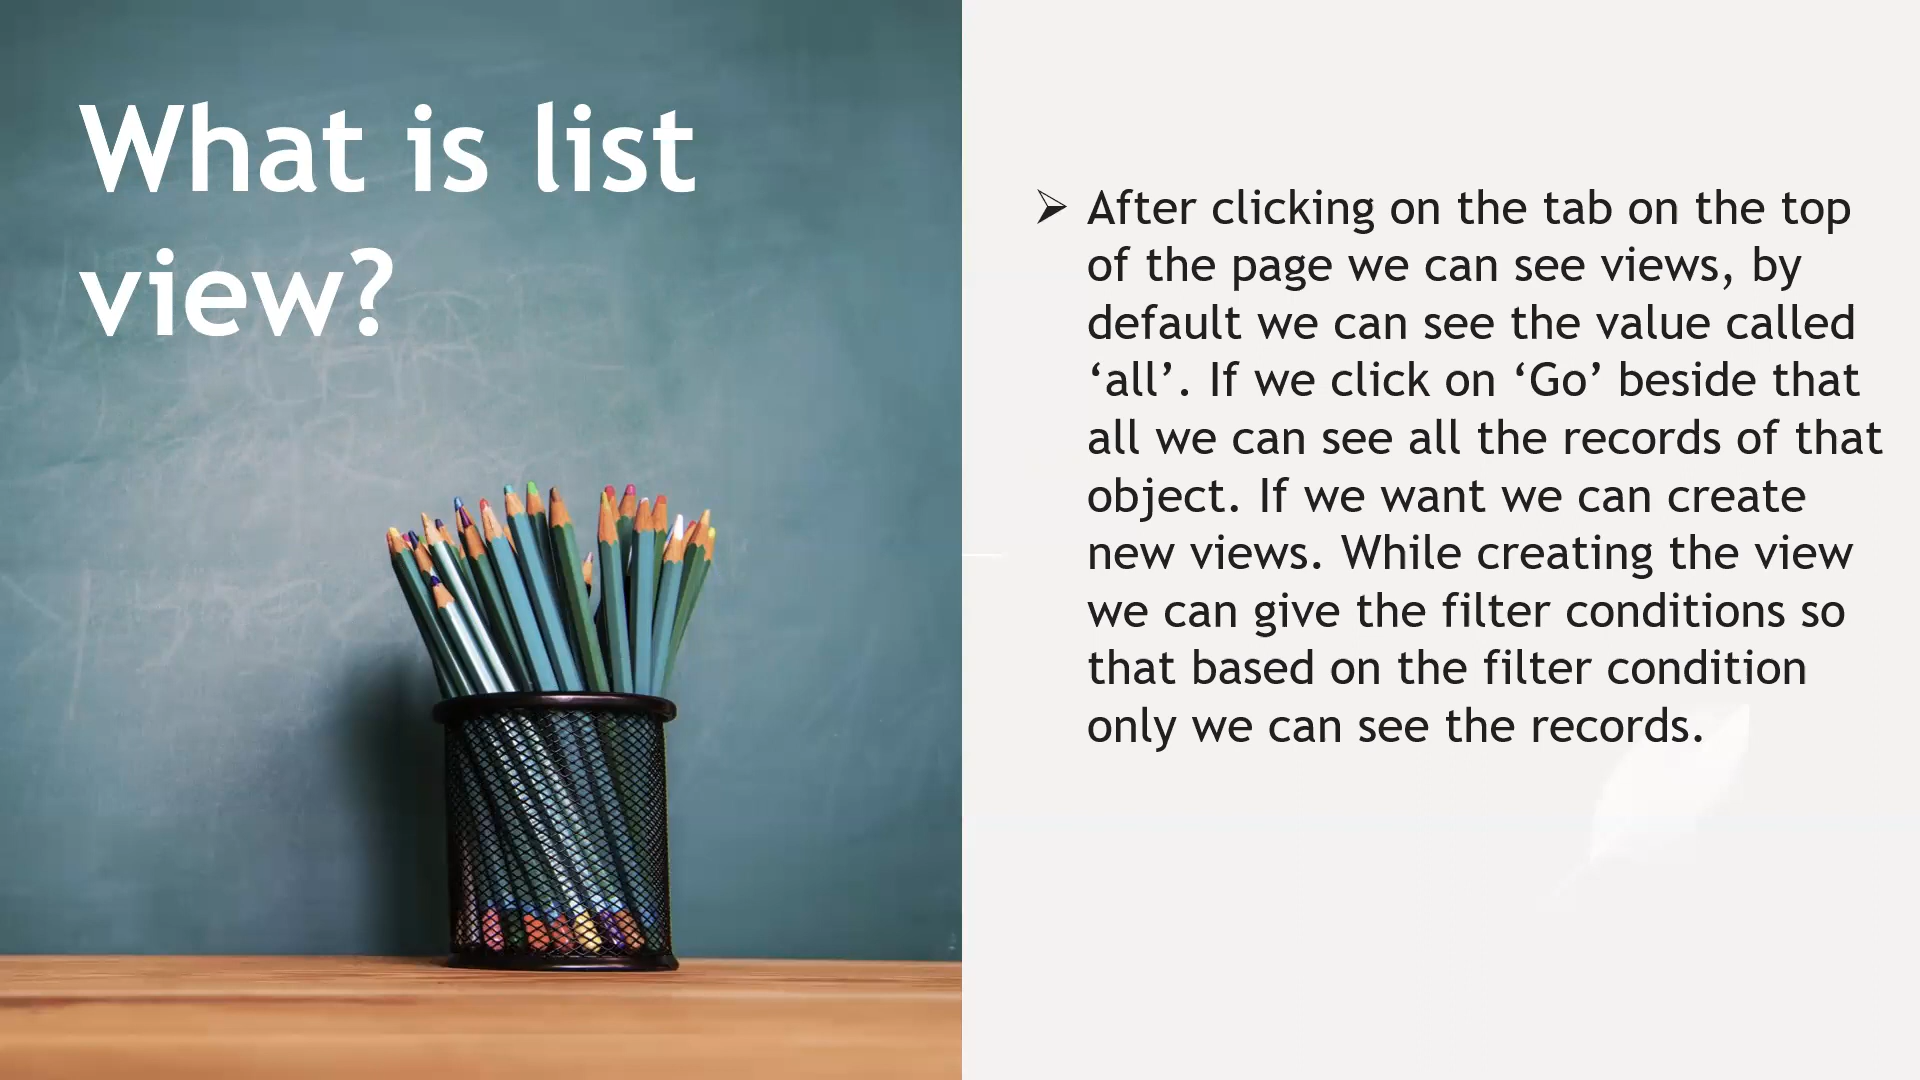 What is list
view?
➢ After clicking on the tab on the top
of the page we can see views, by
default we can see the value called
‘all’. If we click on ‘Go’ beside that
all we can see all the records of that
object. If we want we can create
new views. While creating the view
we can give the filter conditions so
that based on the filter condition
only we can see the records.